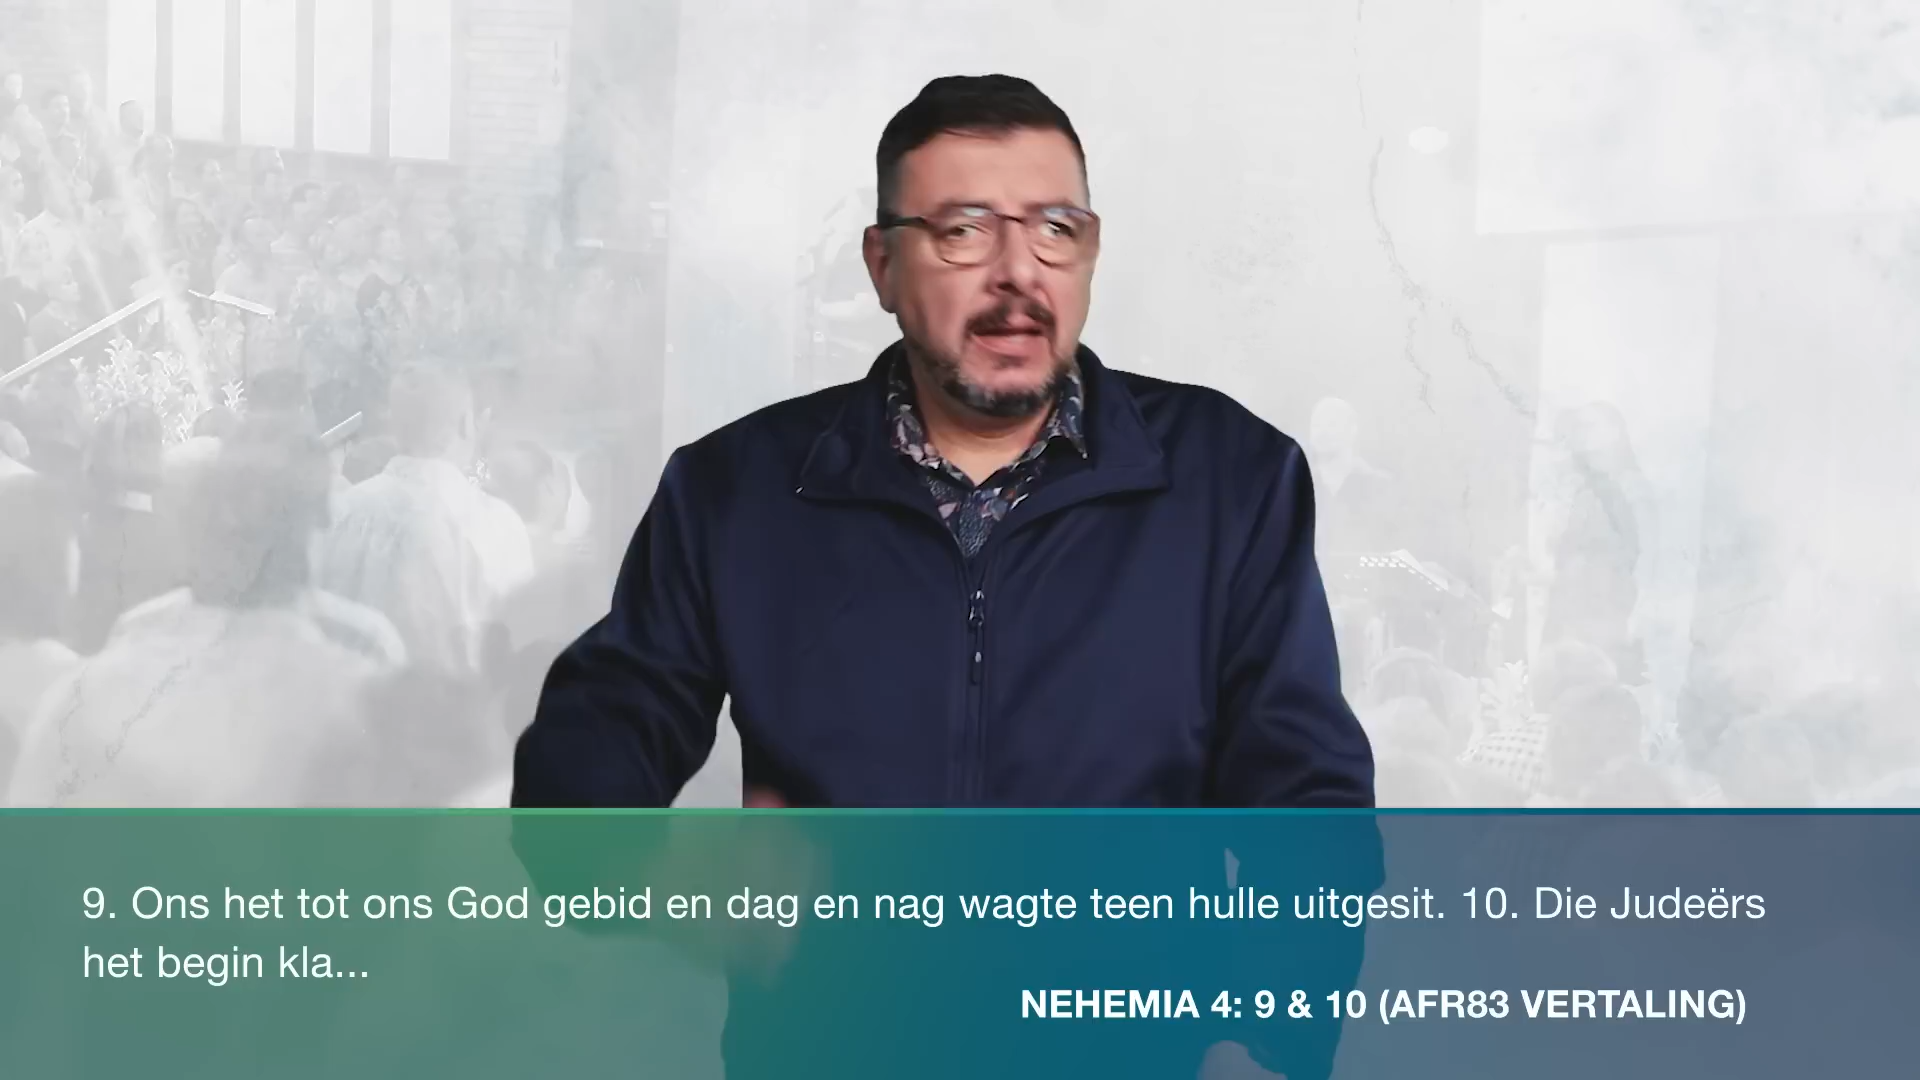 9. Ons het tot ons God gebid en dag en nag wagte teen hulle uitgesit. 10. Die Judeërs
het begin kla...
NEHEMIA 4: 9 & 10 (AFR83 VERTALING)